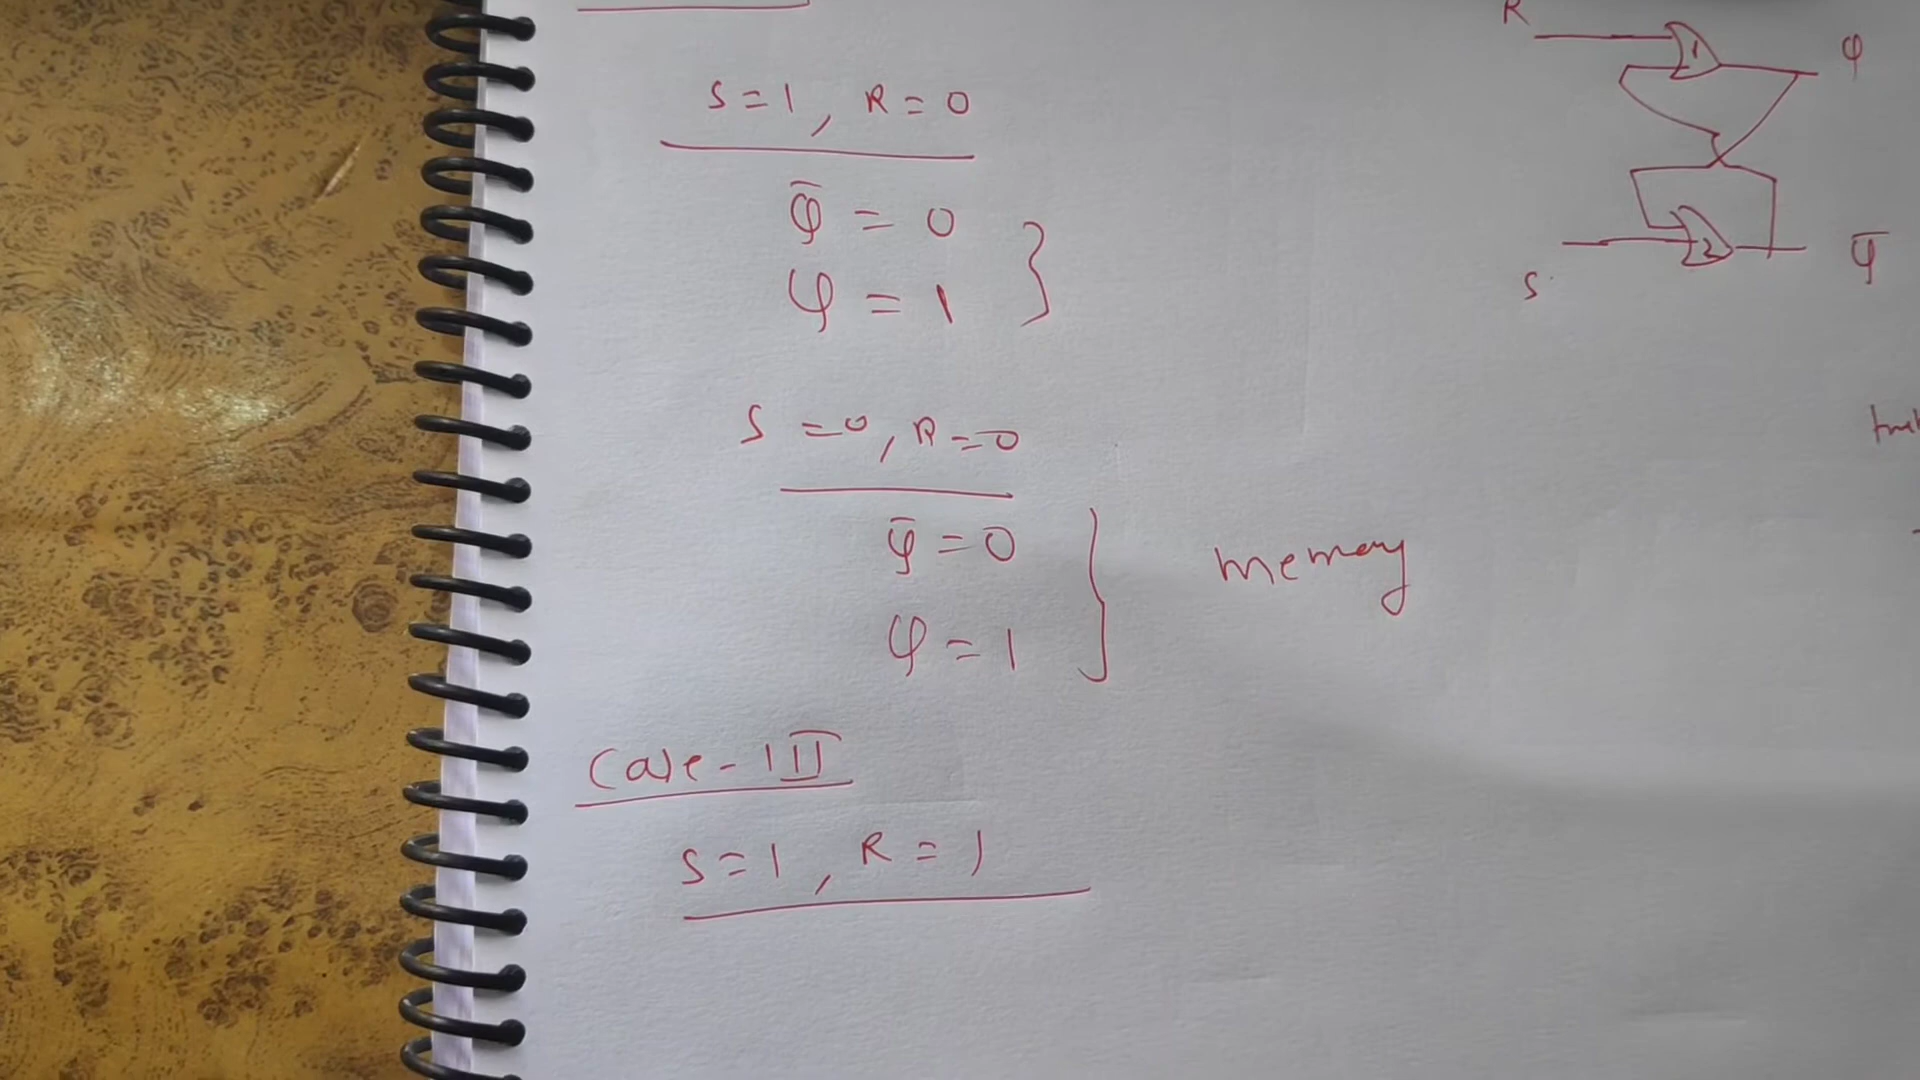 S = 1 , R = 0
φ̄ = 0
φ = 1
S = 0 , R = 0
φ̄ = 0
φ = 1
memory
Case - III
S = 1 , R = 1
R
1
φ
2
φ̄
S